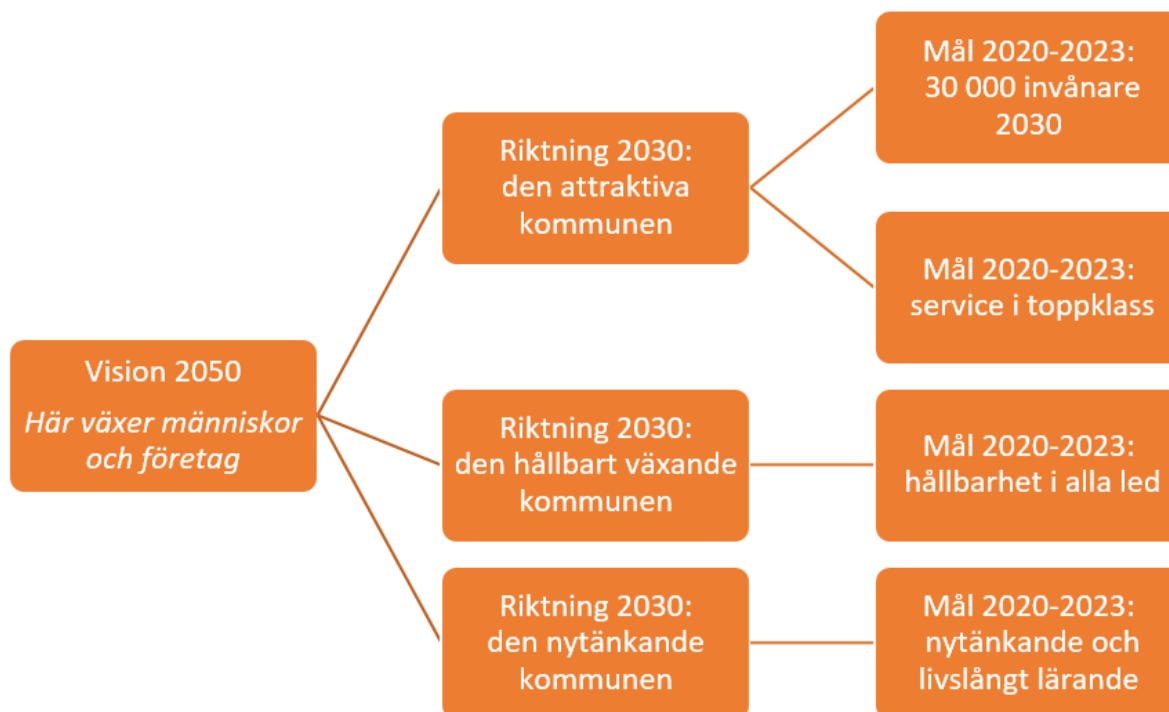 Vision 2050
Här växer människor
och företag
Riktning 2030:
den attraktiva
kommunen
Mål 2020-2023:
30 000 invånare
2030
Mål 2020-2023:
service i toppklass
Riktning 2030:
den hållbart växande
kommunen
Mål 2020-2023:
hållbarhet i alla led
Riktning 2030:
den nytänkande
kommunen
Mål 2020-2023:
nytänkande och
livslångt lärande